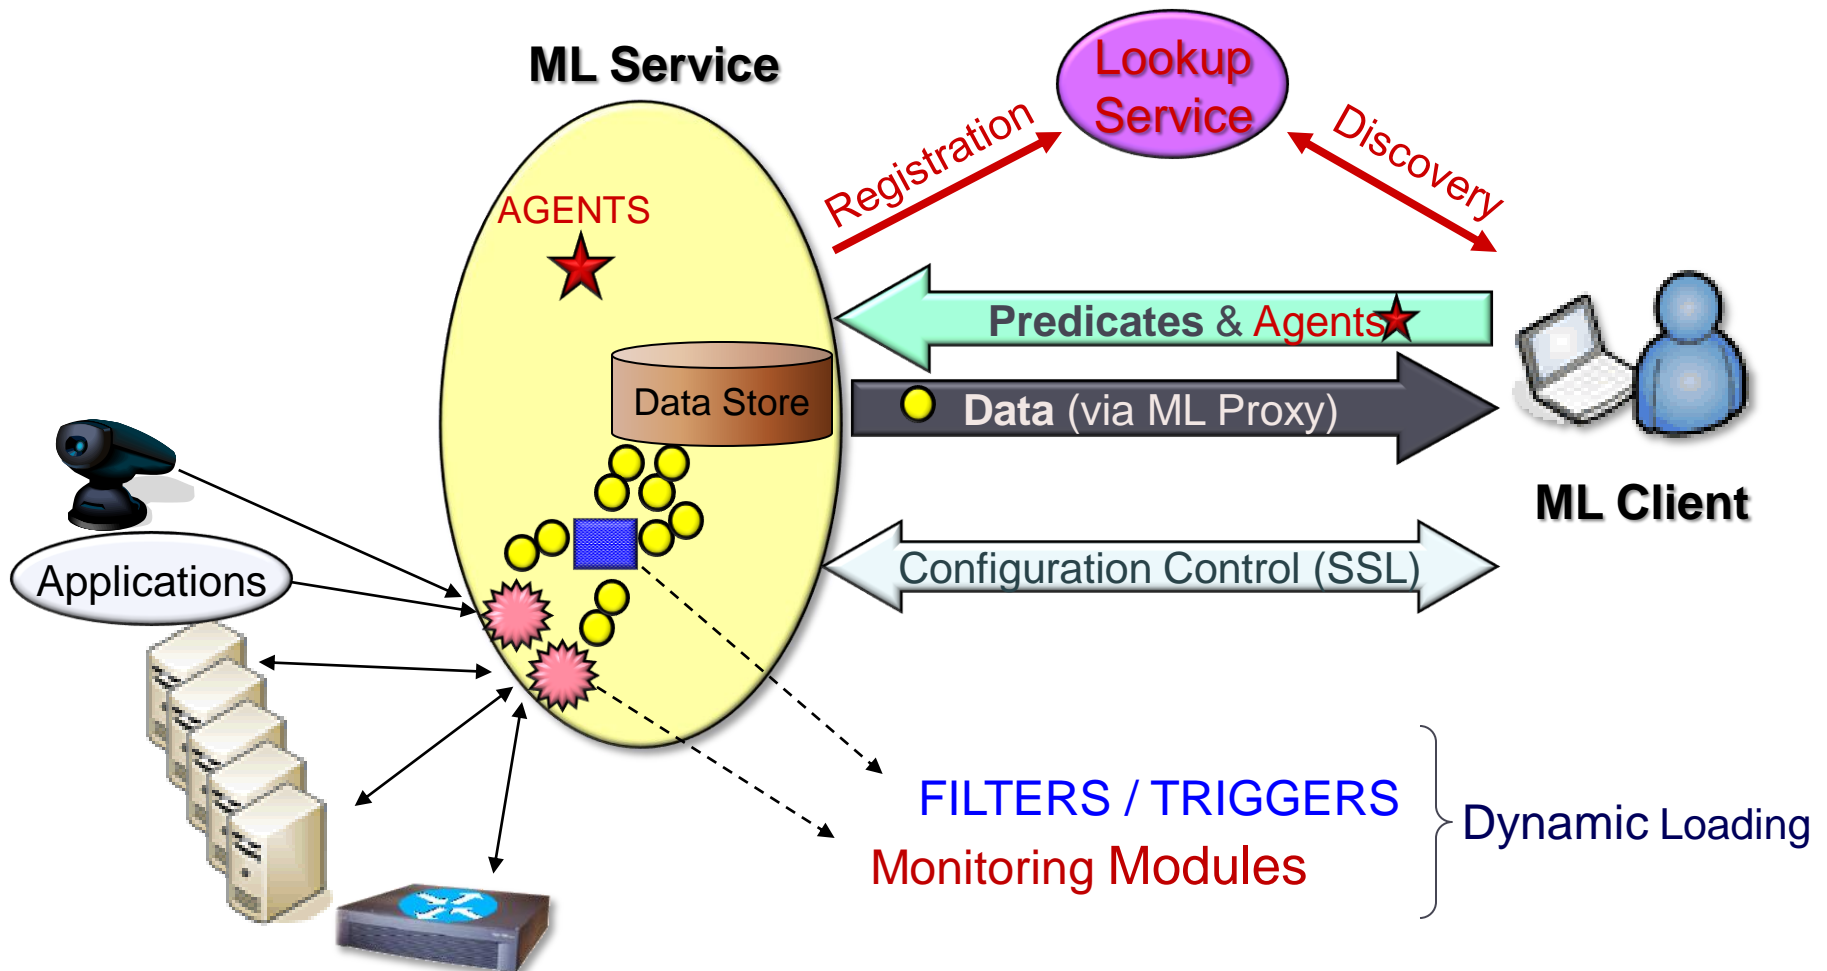 ML Service
Lookup
Service
Registration
Discovery
AGENTS
Predicates & Agents
Data Store
Data (via ML Proxy)
ML Client
Configuration Control (SSL)
Applications
FILTERS / TRIGGERS
Monitoring Modules
Dynamic Loading